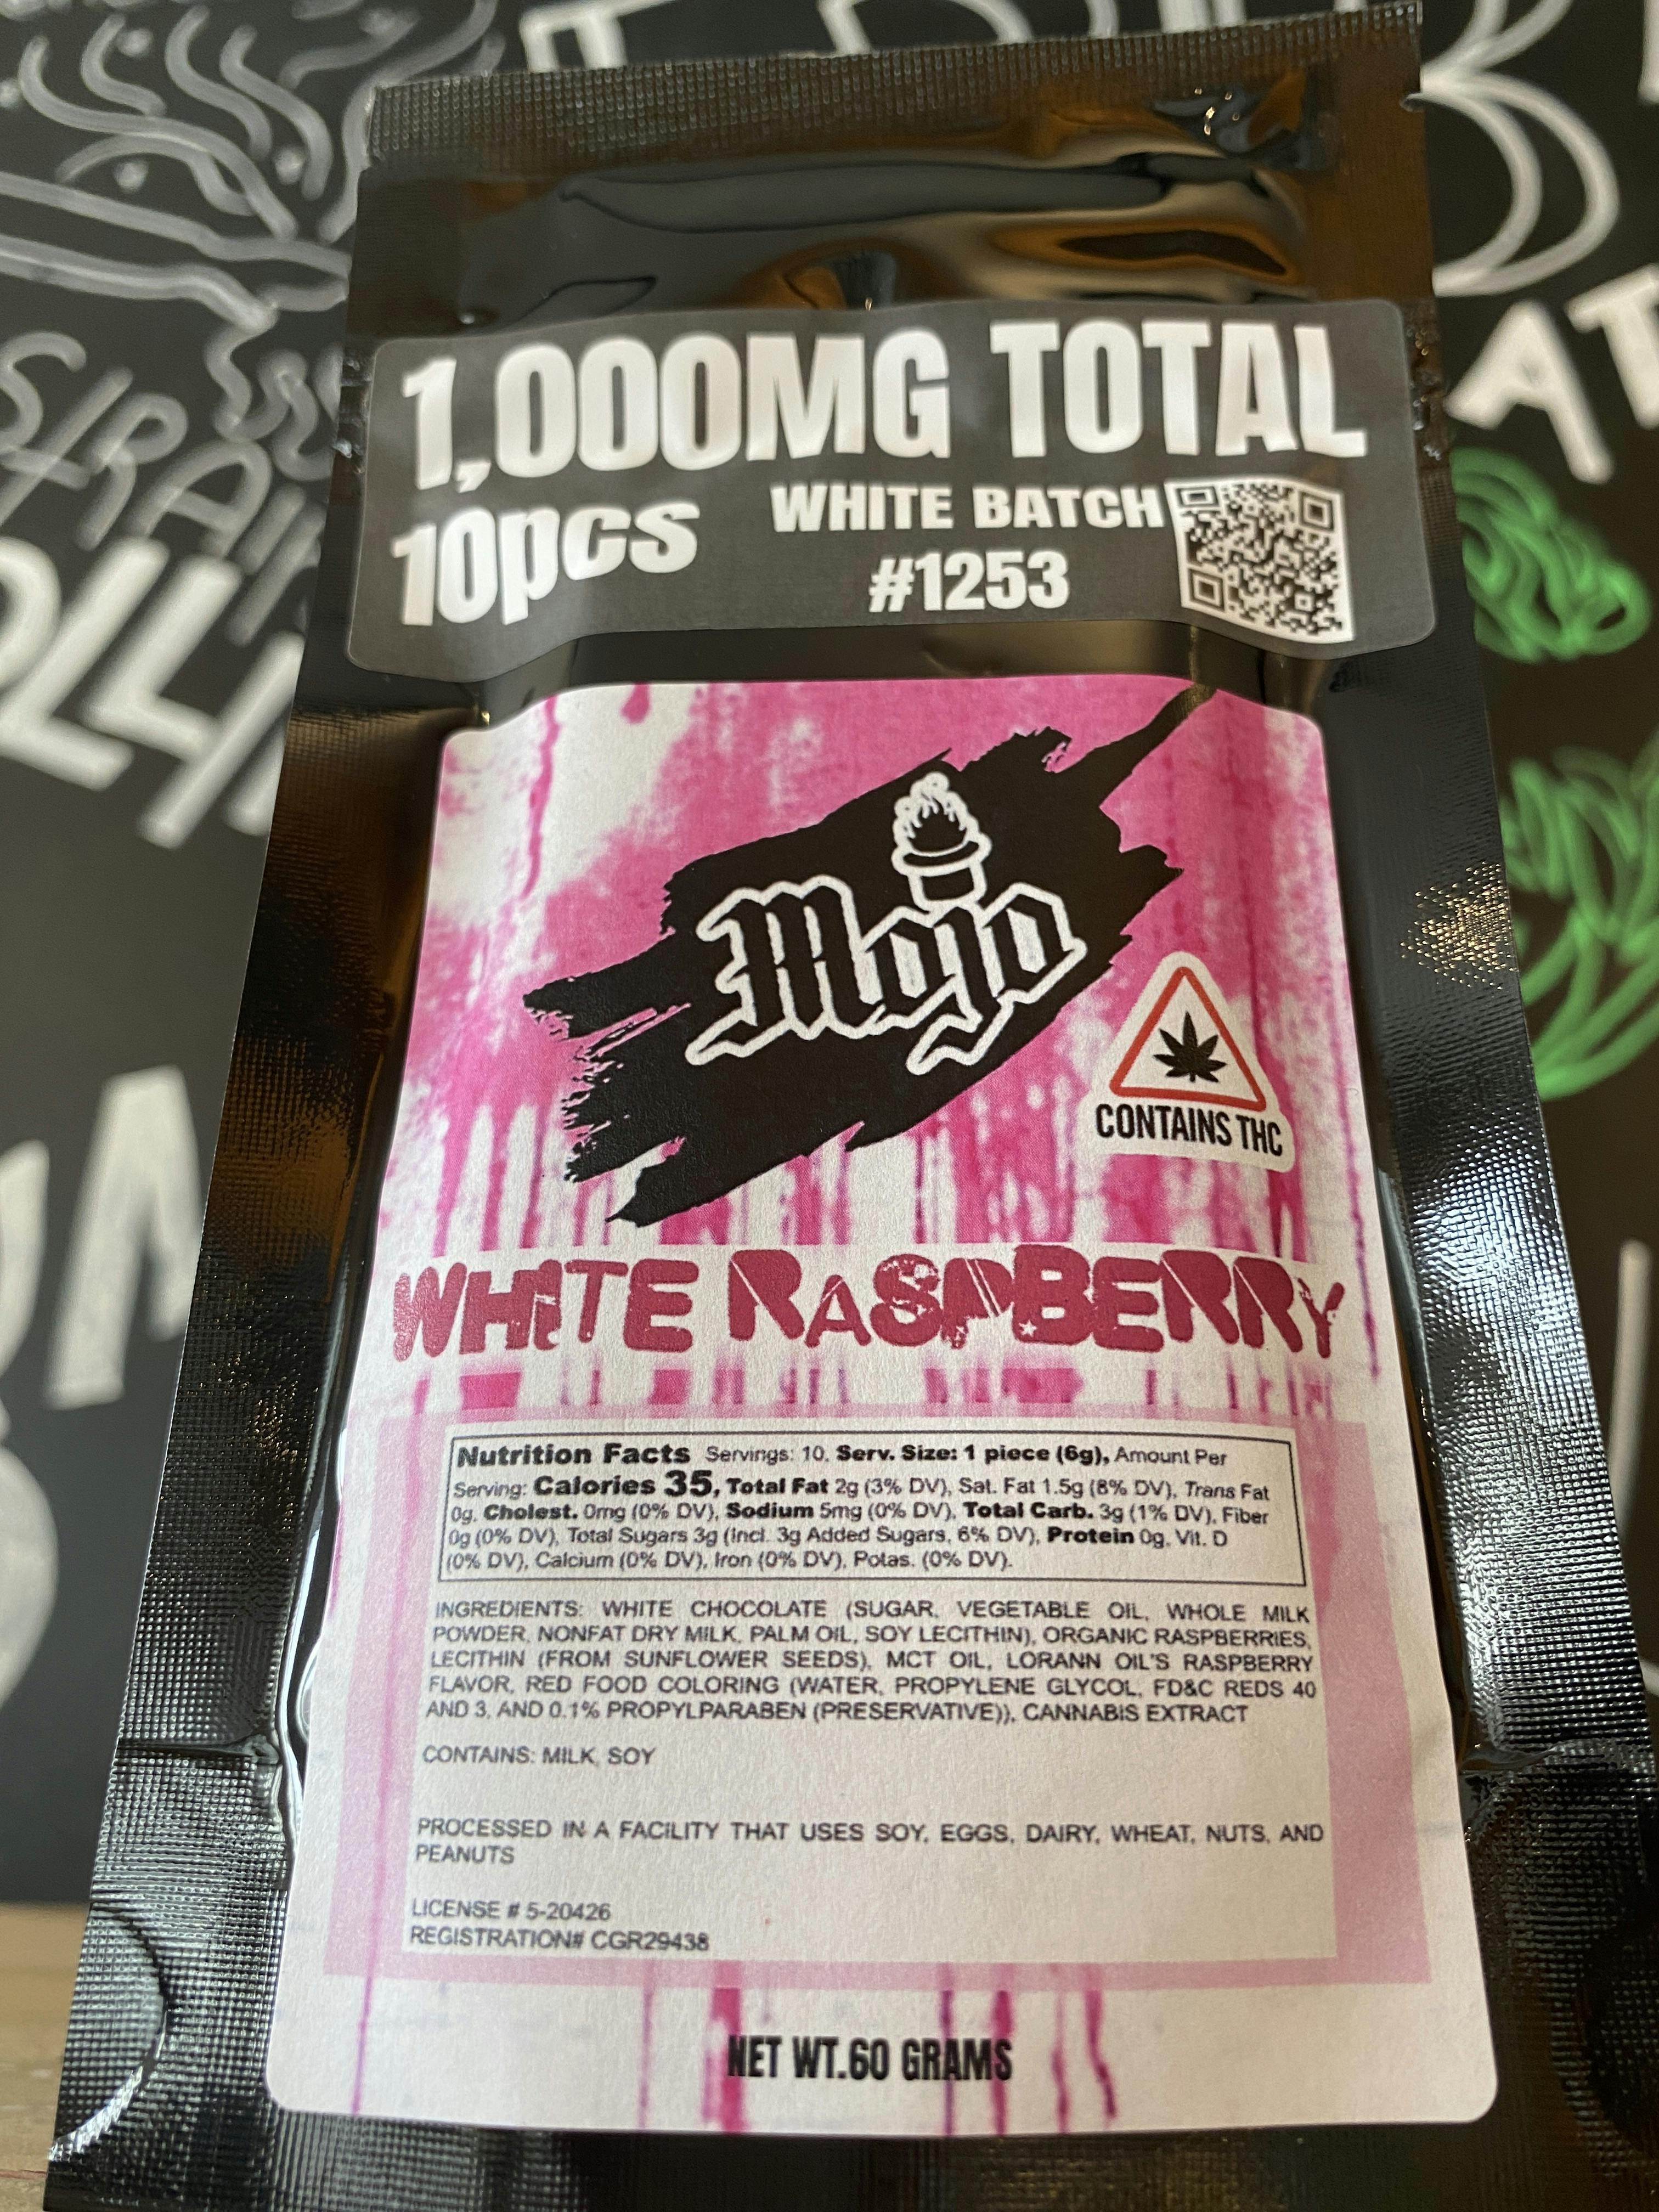 1,000MG TOTAL
10pcs
WHITE BATCH
#1253
Mojo
CONTAINS THC
WHITE RASPBERRY
Nutrition Facts Servings: 10, Serv. Size: 1 piece (6g), Amount Per
Serving: Calories 35, Total Fat 2g (3% DV), Sat. Fat 1.5g (8% DV), Trans Fat
0g, Cholest. 0mg (0% DV), Sodium 5mg (0% DV), Total Carb. 3g (1% DV), Fiber
0g (0% DV), Total Sugars 3g (Incl. 3g Added Sugars, 6% DV), Protein 0g, Vit. D
(0% DV), Calcium (0% DV), Iron (0% DV), Potas. (0% DV).
INGREDIENTS: WHITE CHOCOLATE (SUGAR, VEGETABLE OIL, WHOLE MILK
POWDER, NONFAT DRY MILK, PALM OIL, SOY LECITHIN), ORGANIC RASPBERRIES,
LECITHIN (FROM SUNFLOWER SEEDS), MCT OIL, LORANN OIL'S RASPBERRY
FLAVOR, RED FOOD COLORING (WATER, PROPYLENE GLYCOL, FD&C REDS 40
AND 3, AND 0.1% PROPYLPARABEN (PRESERVATIVE)), CANNABIS EXTRACT
CONTAINS: MILK, SOY
PROCESSED IN A FACILITY THAT USES SOY, EGGS, DAIRY, WHEAT, NUTS, AND
PEANUTS
LICENSE # 5-20426
REGISTRATION# CGR29438
NET WT.60 GRAMS